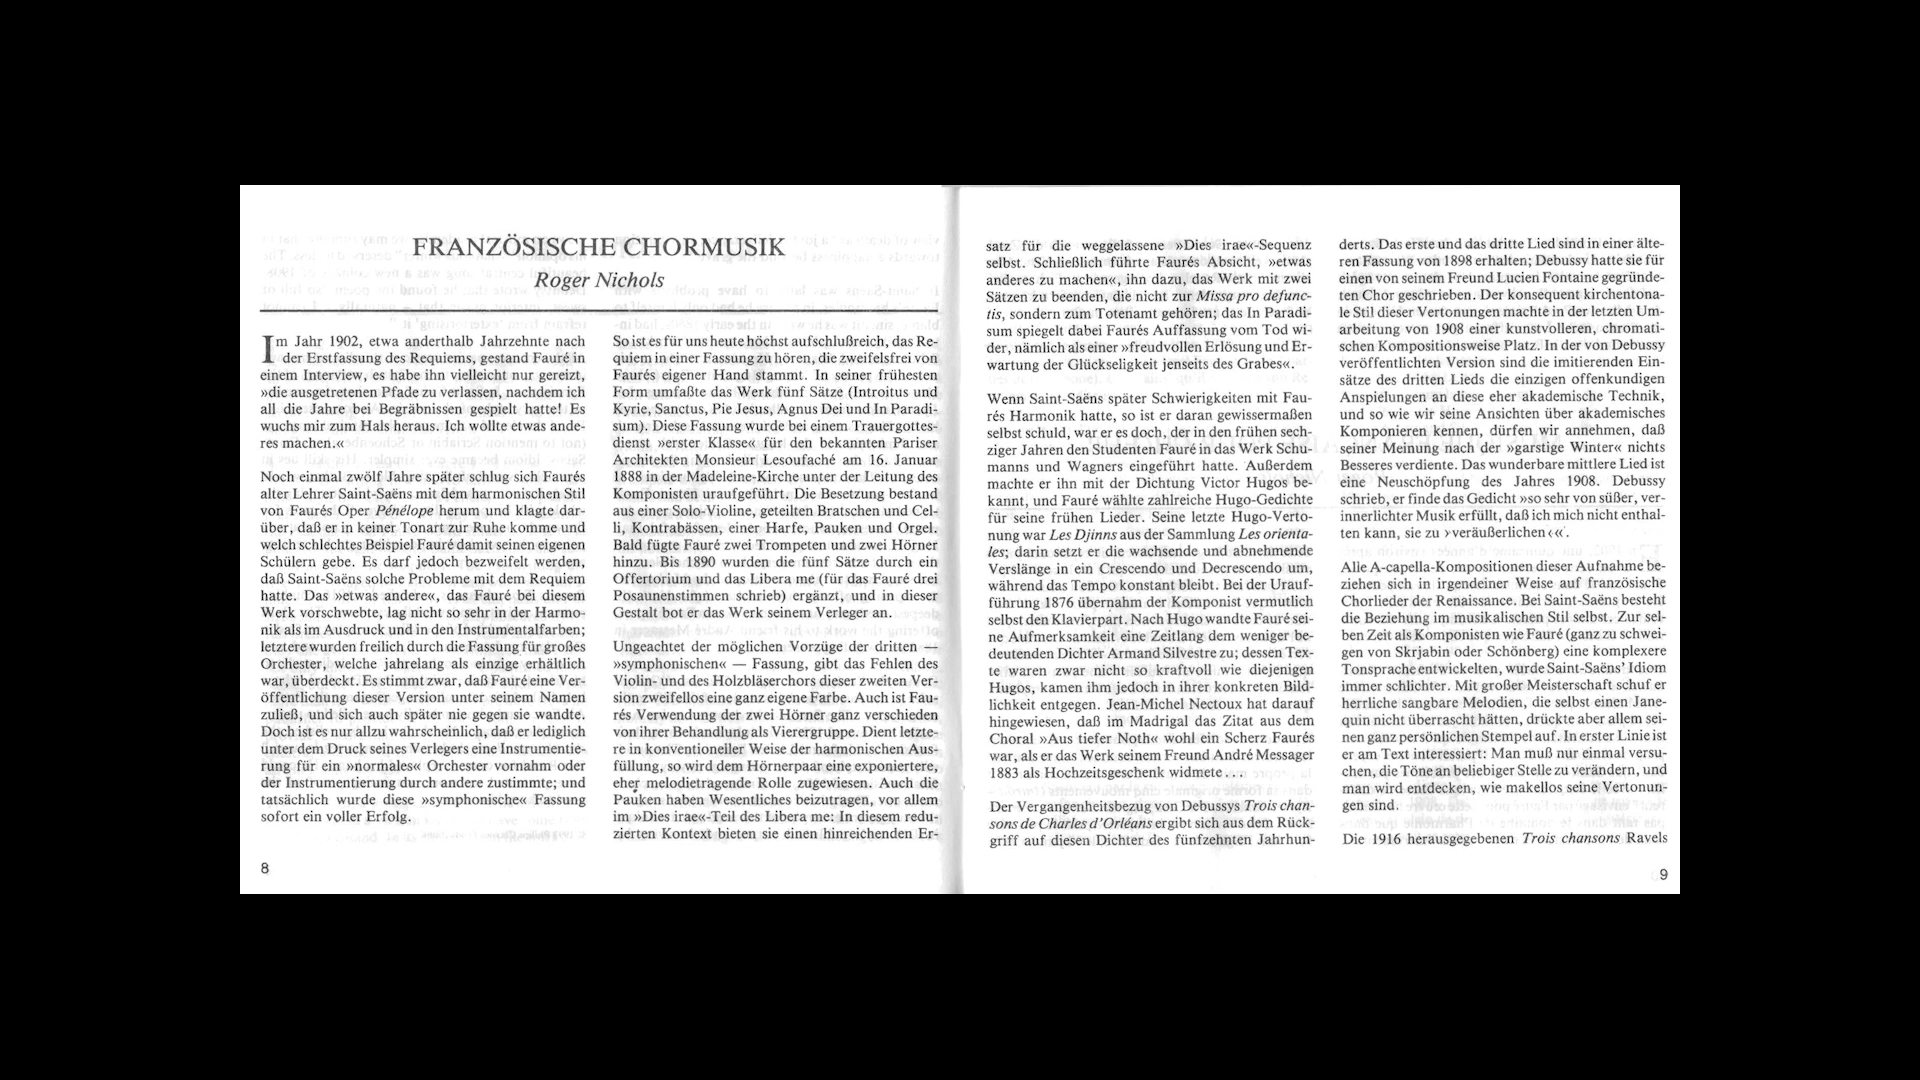 FRANZÖSISCHE CHORMUSIK
Roger Nichols
Im Jahr 1902, etwa anderthalb Jahrzehnte nach
der Erstfassung des Requiems, gestand Fauré in
einem Interview, es habe ihn vielleicht nur gereizt,
»die ausgetretenen Pfade zu verlassen, nachdem ich
all die Jahre bei Begräbnissen gespielt hatte! Es
wuchs mir zum Hals heraus. Ich wollte etwas ande-
res machen.«
Noch einmal zwölf Jahre später schlug sich Faurés
alter Lehrer Saint-Saëns mit dem harmonischen Stil
von Faurés Oper Pénélope herum und klagte dar-
über, daß er in keiner Tonart zur Ruhe komme und
welch schlechtes Beispiel Fauré damit seinen eigenen
Schülern gebe. Es darf jedoch bezweifelt werden,
daß Saint-Saëns solche Probleme mit dem Requiem
hatte. Das »etwas andere«, das Fauré bei diesem
Werk vorschwebte, lag nicht so sehr in der Harmo-
nik als im Ausdruck und in den Instrumentalfarben;
letztere wurden freilich durch die Fassung für großes
Orchester, welche jahrelang als einzige erhältlich
war, überdeckt. Es stimmt zwar, daß Fauré eine Ver-
öffentlichung dieser Version unter seinem Namen
zuließ, und sich auch später nie gegen sie wandte.
Doch ist es nur allzu wahrscheinlich, daß er lediglich
unter dem Druck seines Verlegers eine Instrumentie-
rung für ein »normales« Orchester vornahm oder
der Instrumentierung durch andere zustimmte; und
tatsächlich wurde diese »symphonische« Fassung
sofort ein voller Erfolg.
So ist es für uns heute höchst aufschlußreich, das Re-
quiem in einer Fassung zu hören, die zweifelsfrei von
Faurés eigener Hand stammt. In seiner frühesten
Form umfaßte das Werk fünf Sätze (Introitus und
Kyrie, Sanctus, Pie Jesus, Agnus Dei und In Paradi-
sum). Diese Fassung wurde bei einem Trauergottes-
dienst »erster Klasse« für den bekannten Pariser
Architekten Monsieur Lesoufaché am 16. Januar
1888 in der Madeleine-Kirche unter der Leitung des
Komponisten uraufgeführt. Die Besetzung bestand
aus einer Solo-Violine, geteilten Bratschen und Cel-
li, Kontrabässen, einer Harfe, Pauken und Orgel.
Bald fügte Fauré zwei Trompeten und zwei Hörner
hinzu. Bis 1890 wurden die fünf Sätze durch ein
Offertorium und das Libera me (für das Fauré drei
Posaunenstimmen schrieb) ergänzt, und in dieser
Gestalt bot er das Werk seinem Verleger an.
Ungeachtet der möglichen Vorzüge der dritten —
»symphonischen« — Fassung, gibt das Fehlen des
Violin- und des Holzbläserchors dieser zweiten Ver-
sion zweifellos eine ganz eigene Farbe. Auch ist Fau-
rés Verwendung der zwei Hörner ganz verschieden
von ihrer Behandlung als Vierergruppe. Dient letzte-
re in konventioneller Weise der harmonischen Aus-
füllung, so wird dem Hörnerpaar eine exponiertere,
eher melodietragende Rolle zugewiesen. Auch die
Pauken haben Wesentliches beizutragen, vor allem
im »Dies irae«-Teil des Libera me: In diesem redu-
zierten Kontext bieten sie einen hinreichenden Er-
8
satz für die weggelassene »Dies irae«-Sequenz
selbst. Schließlich führte Faurés Absicht, »etwas
anderes zu machen«, ihn dazu, das Werk mit zwei
Sätzen zu beenden, die nicht zur Missa pro defunc-
tis, sondern zum Totenamt gehören; das In Paradi-
sum spiegelt dabei Faurés Auffassung vom Tod wi-
der, nämlich als einer »freudvollen Erlösung und Er-
wartung der Glückseligkeit jenseits des Grabes«.
Wenn Saint-Saëns später Schwierigkeiten mit Fau-
rés Harmonik hatte, so ist er daran gewissermaßen
selbst schuld, war er es doch, der in den frühen sech-
ziger Jahren den Studenten Fauré in das Werk Schu-
manns und Wagners eingeführt hatte. Außerdem
machte er ihn mit der Dichtung Victor Hugos be-
kannt, und Fauré wählte zahlreiche Hugo-Gedichte
für seine frühen Lieder. Seine letzte Hugo-Verto-
nung war Les Djinns aus der Sammlung Les orienta-
les; darin setzt er die wachsende und abnehmende
Verslänge in ein Crescendo und Decrescendo um,
während das Tempo konstant bleibt. Bei der Urauf-
führung 1876 übernahm der Komponist vermutlich
selbst den Klavierpart. Nach Hugo wandte Fauré sei-
ne Aufmerksamkeit eine Zeitlang dem weniger be-
deutenden Dichter Armand Silvestre zu; dessen Tex-
te waren zwar nicht so kraftvoll wie diejenigen
Hugos, kamen ihm jedoch in ihrer konkreten Bild-
lichkeit entgegen. Jean-Michel Nectoux hat darauf
hingewiesen, daß im Madrigal das Zitat aus dem
Choral »Aus tiefer Noth« wohl ein Scherz Faurés
war, als er das Werk seinem Freund André Messager
1883 als Hochzeitsgeschenk widmete . . .
Der Vergangenheitsbezug von Debussys Trois chan-
sons de Charles d'Orléans ergibt sich aus dem Rück-
griff auf diesen Dichter des fünfzehnten Jahrhun-
derts. Das erste und das dritte Lied sind in einer älte-
ren Fassung von 1898 erhalten; Debussy hatte sie für
einen von seinem Freund Lucien Fontaine gegründe-
ten Chor geschrieben. Der konsequent kirchentona-
le Stil dieser Vertonungen machte in der letzten Um-
arbeitung von 1908 einer kunstvolleren, chromati-
schen Kompositionsweise Platz. In der von Debussy
veröffentlichten Version sind die imitierenden Ein-
sätze des dritten Lieds die einzigen offenkundigen
Anspielungen an diese eher akademische Technik,
und so wie wir seine Ansichten über akademisches
Komponieren kennen, dürfen wir annehmen, daß
seiner Meinung nach der »garstige Winter« nichts
Besseres verdiente. Das wunderbare mittlere Lied ist
eine Neuschöpfung des Jahres 1908. Debussy
schrieb, er finde das Gedicht »so sehr von süßer, ver-
innerlichter Musik erfüllt, daß ich mich nicht enthal-
ten kann, sie zu ›veräußerlichen‹«.
Alle A-capella-Kompositionen dieser Aufnahme be-
ziehen sich in irgendeiner Weise auf französische
Chorlieder der Renaissance. Bei Saint-Saëns besteht
die Beziehung im musikalischen Stil selbst. Zur sel-
ben Zeit als Komponisten wie Fauré (ganz zu schwei-
gen von Skrjabin oder Schönberg) eine komplexere
Tonsprache entwickelten, wurde Saint-Saëns' Idiom
immer schlichter. Mit großer Meisterschaft schuf er
herrliche sangbare Melodien, die selbst einen Jane-
quin nicht überrascht hätten, drückte aber allem sei-
nen ganz persönlichen Stempel auf. In erster Linie ist
er am Text interessiert: Man muß nur einmal versu-
chen, die Töne an beliebiger Stelle zu verändern, und
man wird entdecken, wie makellos seine Vertonun-
gen sind.
Die 1916 herausgegebenen Trois chansons Ravels
9